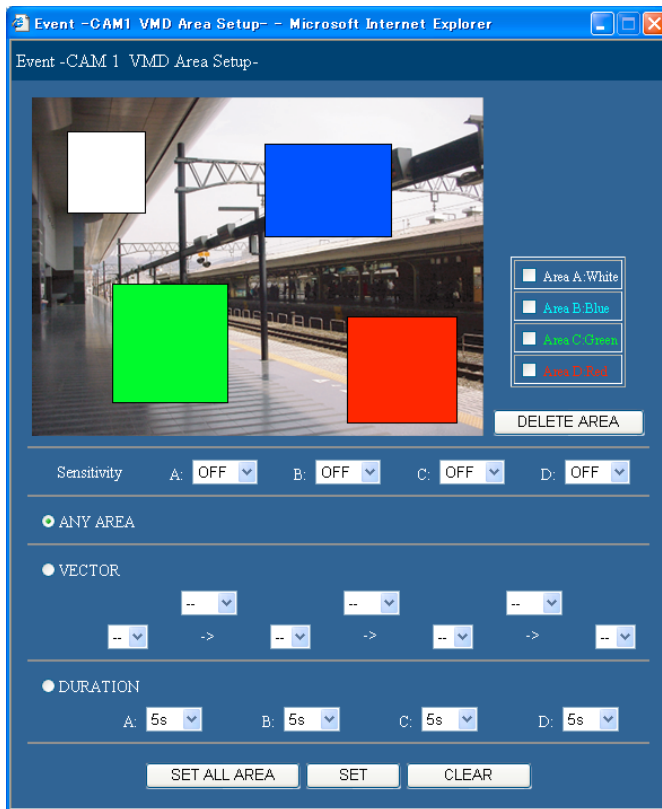 Event -CAM1 VMD Area Setup- - Microsoft Internet Explorer
Event -CAM 1 VMD Area Setup-
Area A:White
Area B:Blue
Area C:Green
Area D:Red
DELETE AREA
Sensitivity A: OFF B: OFF C: OFF D: OFF
ANY AREA
VECTOR
-- -- --
-- -> -- -> -- -> --
DURATION
A: 5s B: 5s C: 5s D: 5s
SET ALL AREA SET CLEAR